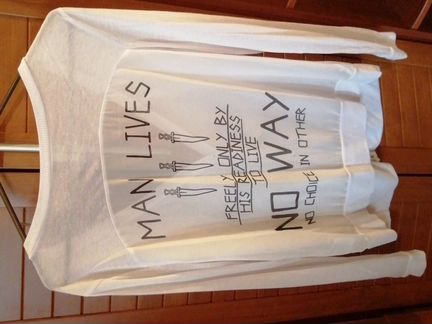 MAN LIVES
FREELY ONLY BY
HIS READINESS
TO LIVE
NO WAY
NO CHOICE IN OTHER